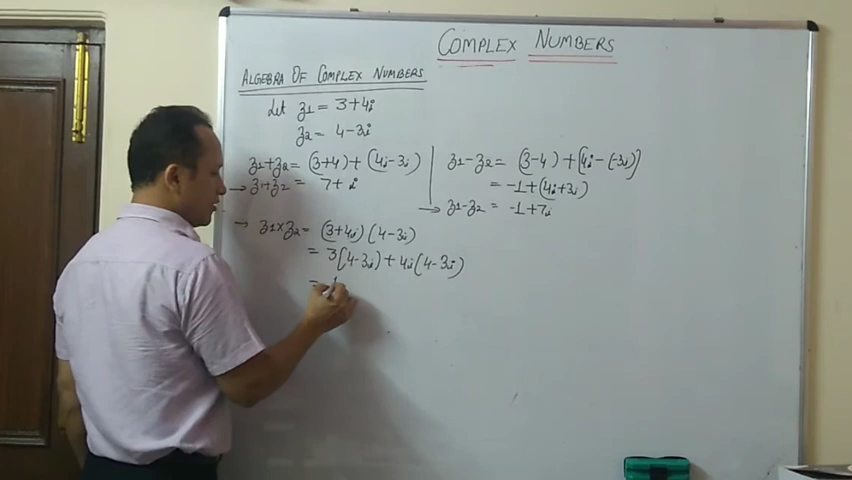 COMPLEX NUMBERS
ALGEBRA OF COMPLEX NUMBERS
Let z1 = 3+4i
z2 = 4-3i
z1+z2 = (3+4) + (4i-3i)
→ z1+z2 = 7+i
z1-z2 = (3-4) + [4i-(-3i)]
= -1+(4i+3i)
→ z1-z2 = -1+7i
→ z1×z2 = (3+4i)(4-3i)
= 3(4-3i) + 4i(4-3i)
= 1